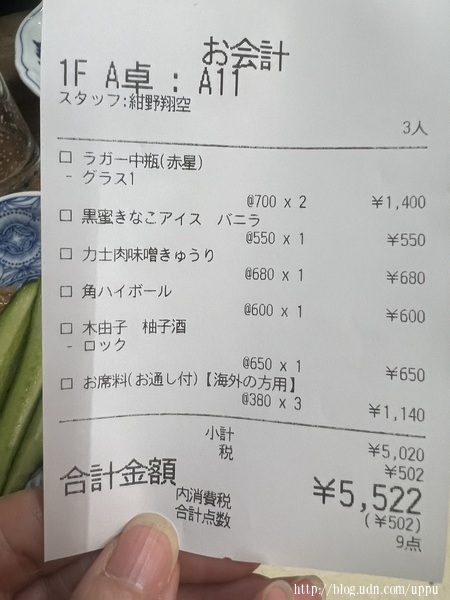 お会計
1F A卓 : A11
スタッフ:紺野翔空
3人
□ ラガー中瓶(赤星)
- グラス1
@700 x 2 ¥1,400
□ 黒蜜きなこアイス バニラ
@550 x 1 ¥550
□ 力士肉味噌きゅうり
@680 x 1 ¥680
□ 角ハイボール
@600 x 1 ¥600
□ 木由子 柚子酒
- ロック
@650 x 1 ¥650
□ お席料(お通し付)【海外の方用】
@380 x 3 ¥1,140
小計 ¥5,020
税 ¥502
合計金額 ¥5,522
内消費税 (¥502)
合計点数 9点
http://blog.udn.com/uppu